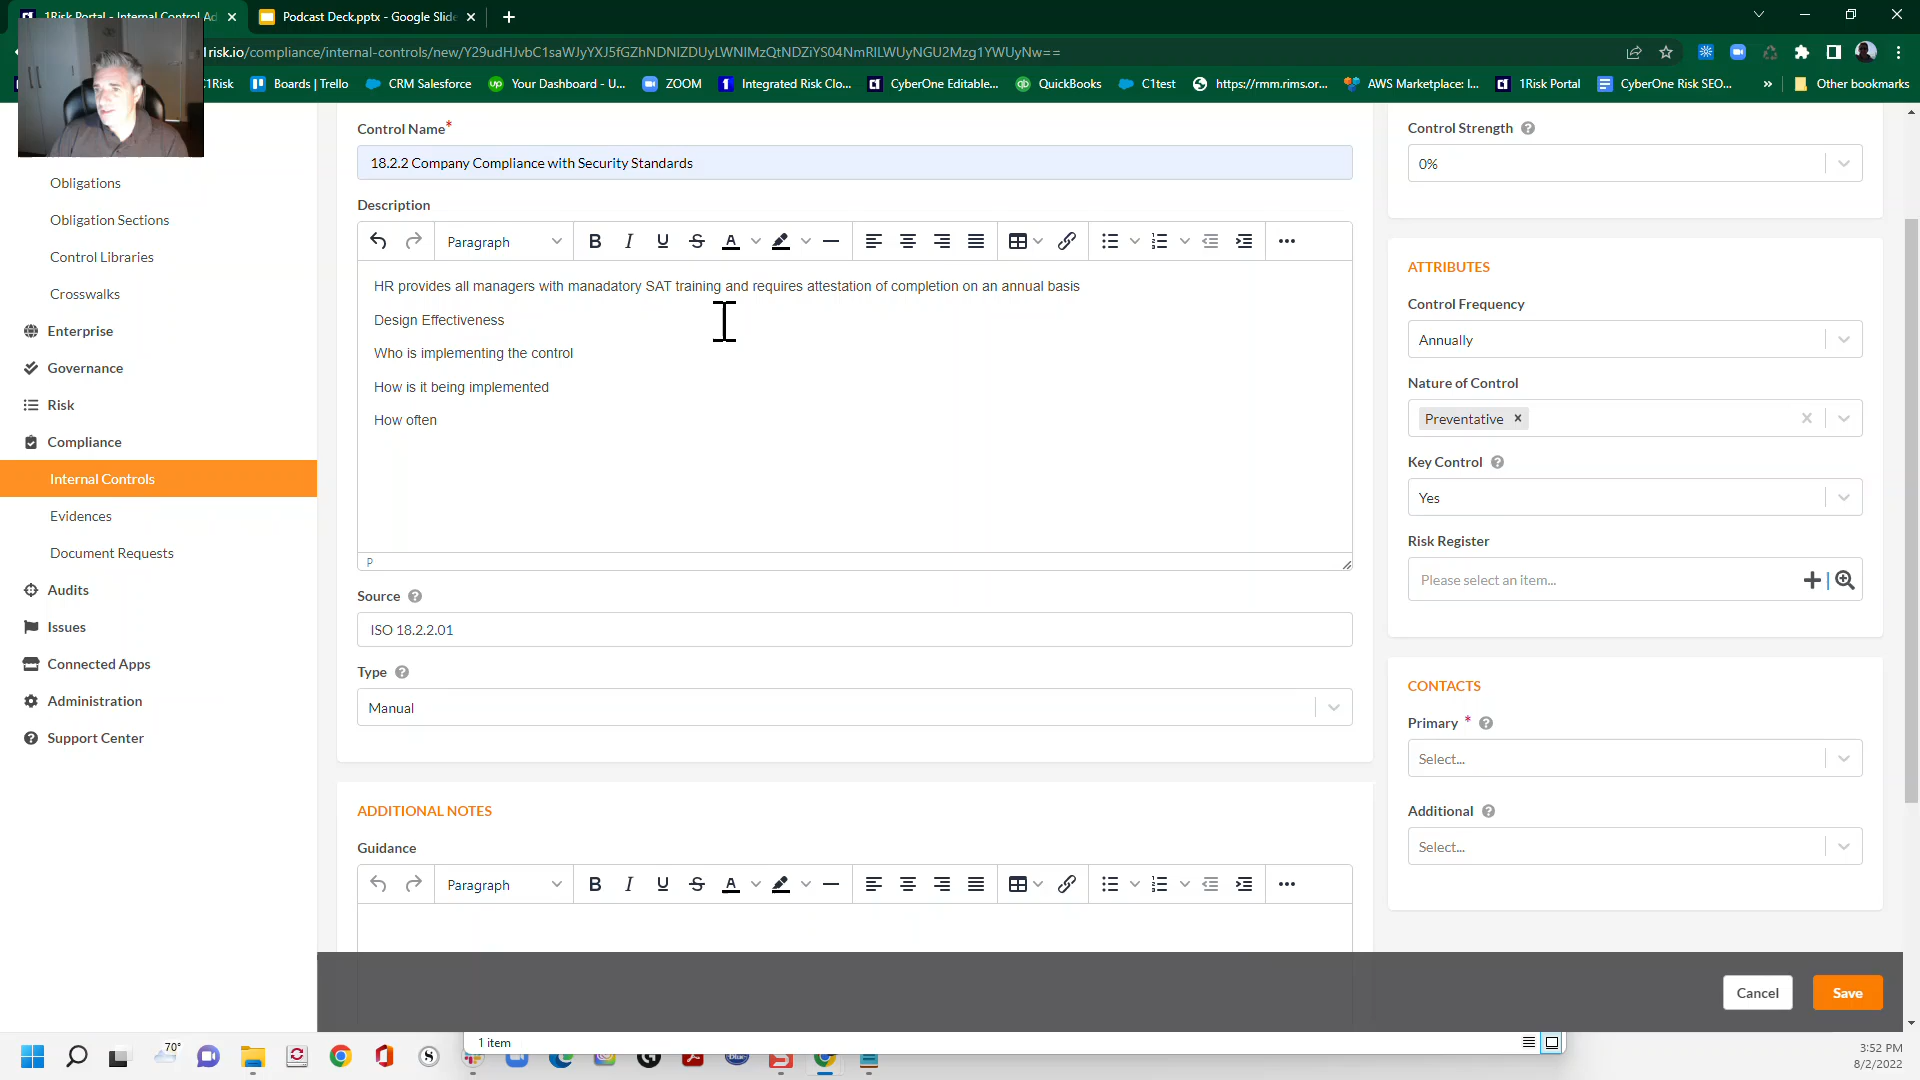 1Risk Portal - Internal Control Ad
Podcast Deck.pptx - Google Slide
1risk.io/compliance/internal-controls/new/Y29udHJvbC1saWJyYXJ5fGZhNDNlZDUyLWNlMzQtNDZiYS04NmRlLWUyNGU2Mzg1YWUyNw==
C1Risk
Boards | Trello
CRM Salesforce
Your Dashboard - U...
ZOOM
Integrated Risk Clo...
CyberOne Editable...
QuickBooks
C1test
https://rmm.rims.or...
AWS Marketplace: I...
1Risk Portal
CyberOne Risk SEO...
»
Other bookmarks
Obligations
Obligation Sections
Control Libraries
Crosswalks
Enterprise
Governance
Risk
Compliance
Internal Controls
Evidences
Document Requests
Audits
Issues
Connected Apps
Administration
Support Center
Control Name*
18.2.2 Company Compliance with Security Standards
Description
Paragraph
HR provides all managers with manadatory SAT training and requires attestation of completion on an annual basis
Design Effectiveness
Who is implementing the control
How is it being implemented
How often
P
Source
ISO 18.2.2.01
Type
Manual
ADDITIONAL NOTES
Guidance
Paragraph
Control Strength
0%
ATTRIBUTES
Control Frequency
Annually
Nature of Control
Preventative
Key Control
Yes
Risk Register
Please select an item...
CONTACTS
Primary *
Select...
Additional
Select...
Cancel
Save
1 item
70°
3:52 PM
8/2/2022